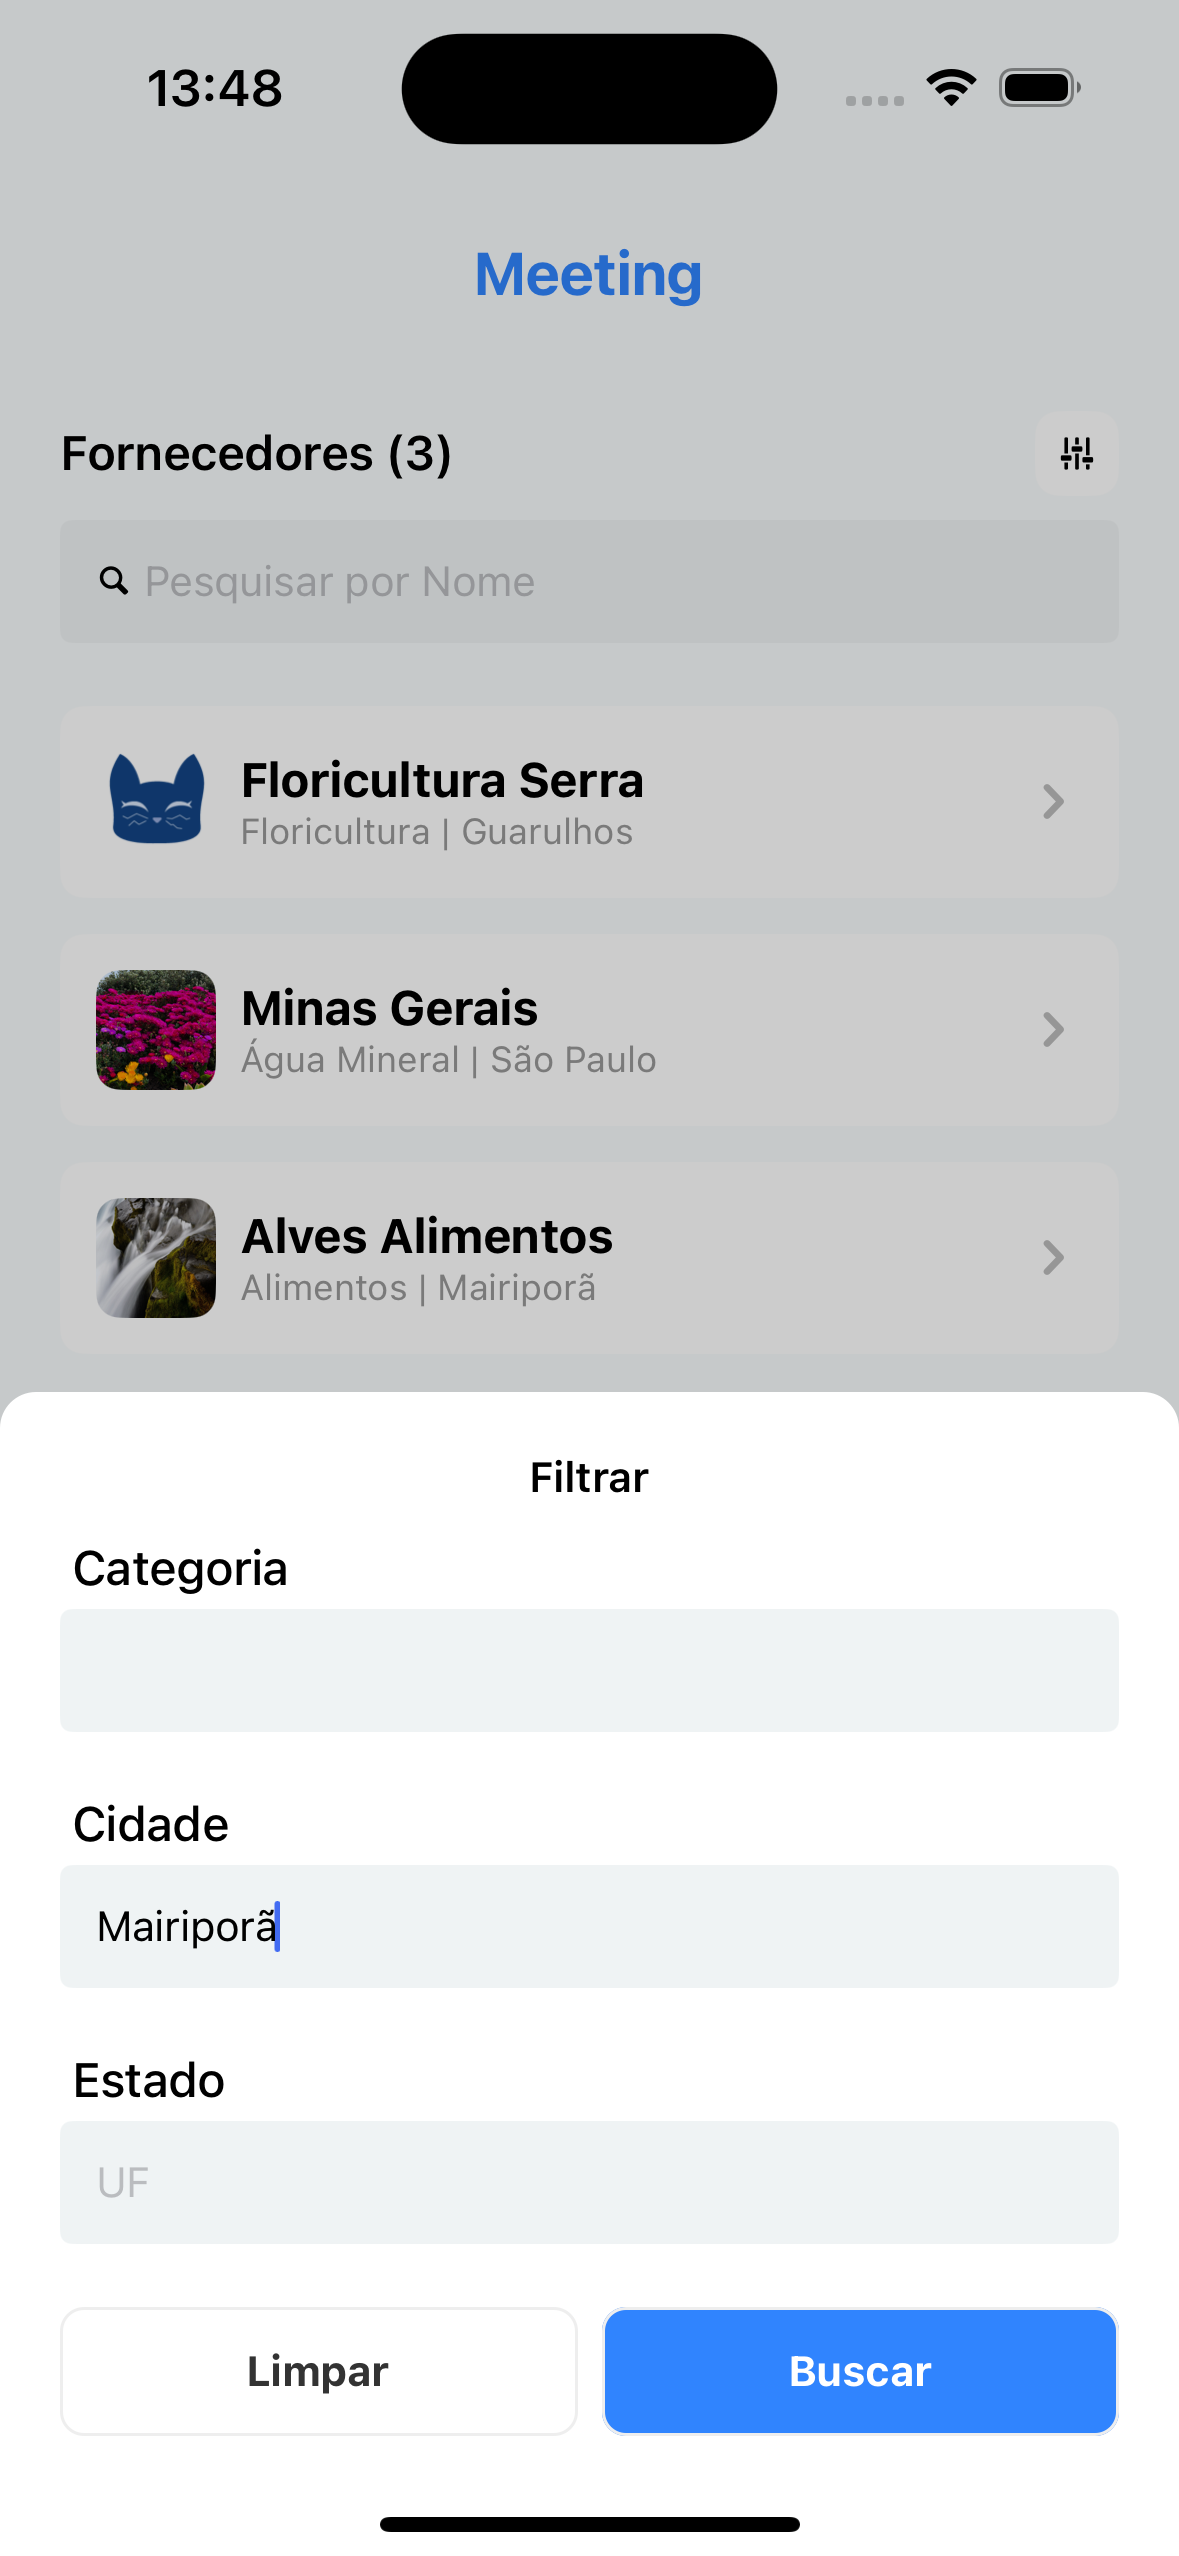 13:48
Meeting
Fornecedores (3)
Pesquisar por Nome
Floricultura Serra
Floricultura | Guarulhos
Minas Gerais
Água Mineral | São Paulo
Alves Alimentos
Alimentos | Mairiporã
Filtrar
Categoria
Cidade
Mairiporã
Estado
UF
Limpar
Buscar